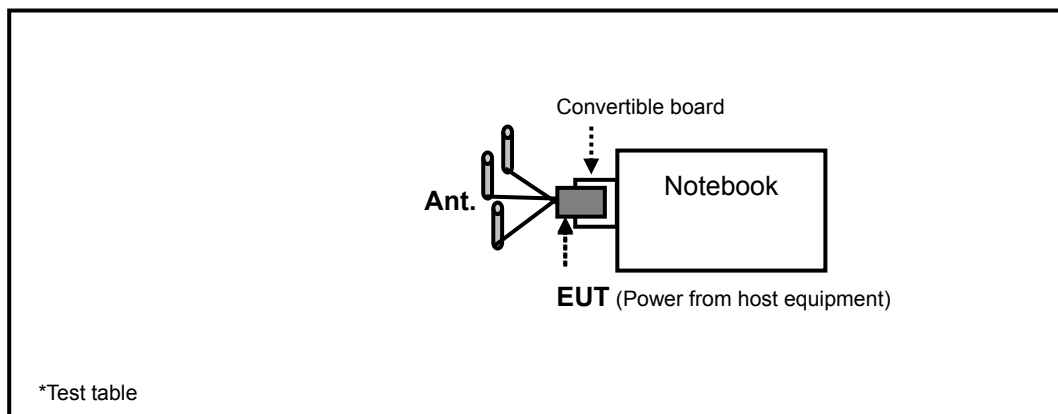 Convertible board
Notebook
Ant.
EUT (Power from host equipment)
*Test table